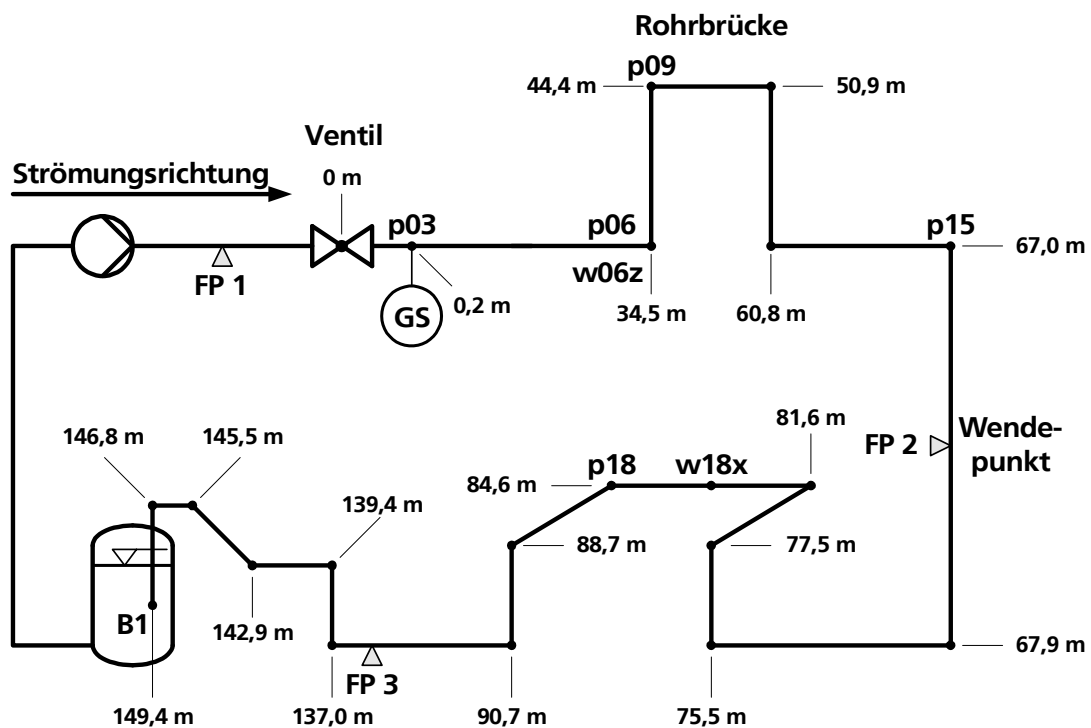 Rohrbrücke
p09
44,4 m
50,9 m
Ventil
Strömungsrichtung
0 m
p03
p06
p15
67,0 m
FP 1
w06z
GS
0,2 m
34,5 m
60,8 m
81,6 m
146,8 m
145,5 m
FP 2
Wende-
punkt
p18
w18x
84,6 m
139,4 m
88,7 m
77,5 m
B1
142,9 m
67,9 m
FP 3
149,4 m
137,0 m
90,7 m
75,5 m